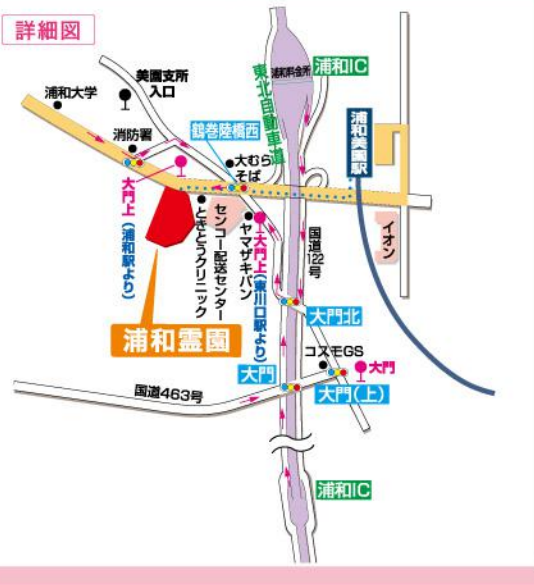 詳細図
美園支所
入口
浦和大学
消防署
鶴巻陸橋西
大むら
そば
東北自動車道
浦和料金所
浦和IC
浦和美園駅
イオン
大門上(浦和駅より)
ときとうクリニック
センコー配送センター
ヤマザキパン
大門上(東川口駅より)
国道122号
浦和霊園
大門北
コスモGS
大門
大門
大門(上)
国道463号
浦和IC